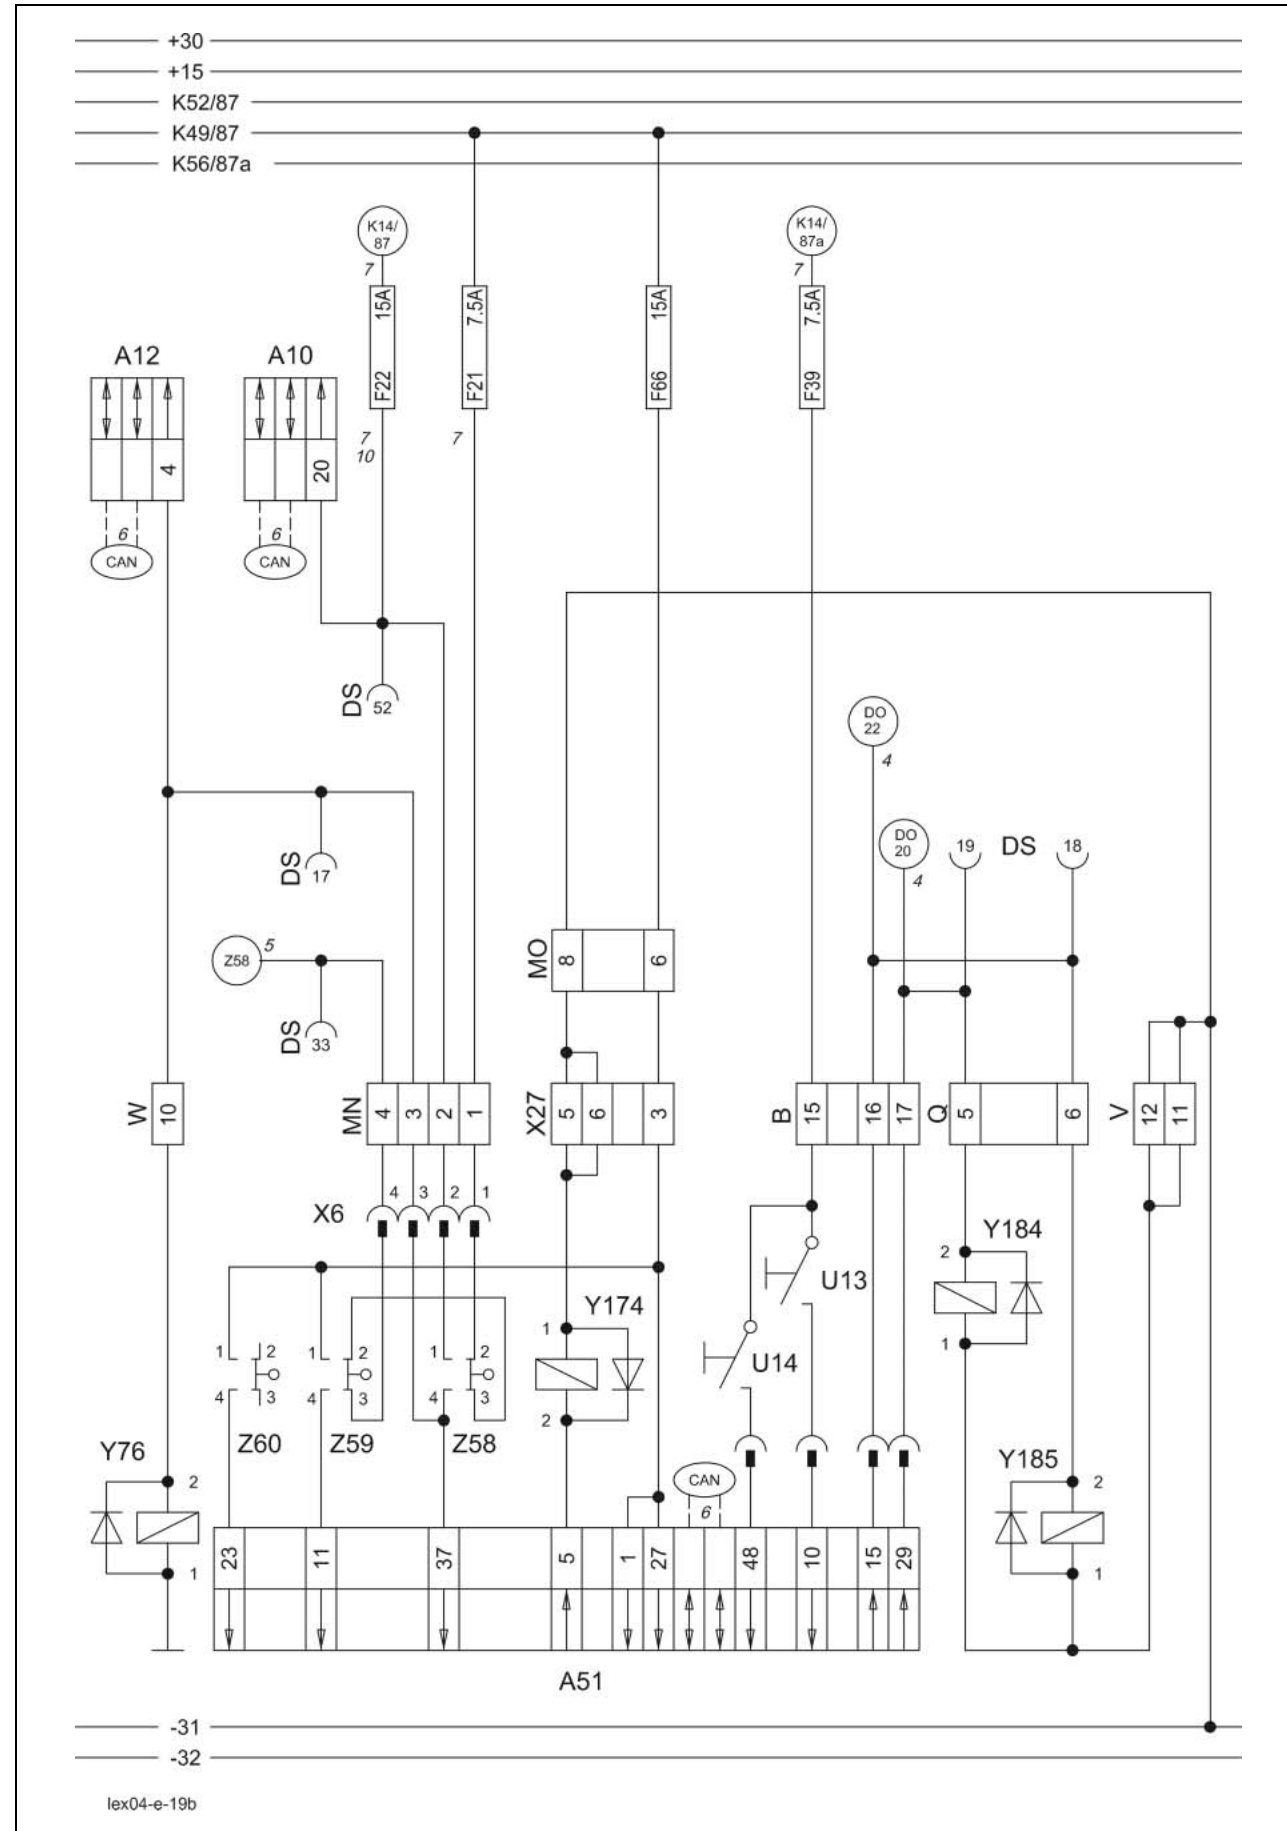 +30
+15
K52/87
K49/87
K56/87a
K14/
87
K14/
87a
7
7
15A
7.5A
15A
7.5A
F22
F21
F66
F39
A12
A10
7
10
7
4
20
6
6
CAN
CAN
DS
52
DO
22
4
DO
20
4
19
DS
18
DS
17
Z58
5
DS
33
MO
8
6
W
10
MN
4
3
2
1
X27
5
6
3
B
15
16
17
Q
5
6
V
12
11
X6
4
3
2
1
U13
U14
Y184
2
1
Y174
1
2
1
2
4
3
1
2
4
3
1
2
4
3
Z60
Z59
Z58
Y76
2
1
CAN
6
Y185
2
1
23
11
37
5
1
27
48
10
15
29
A51
-31
-32
lex04-e-19b